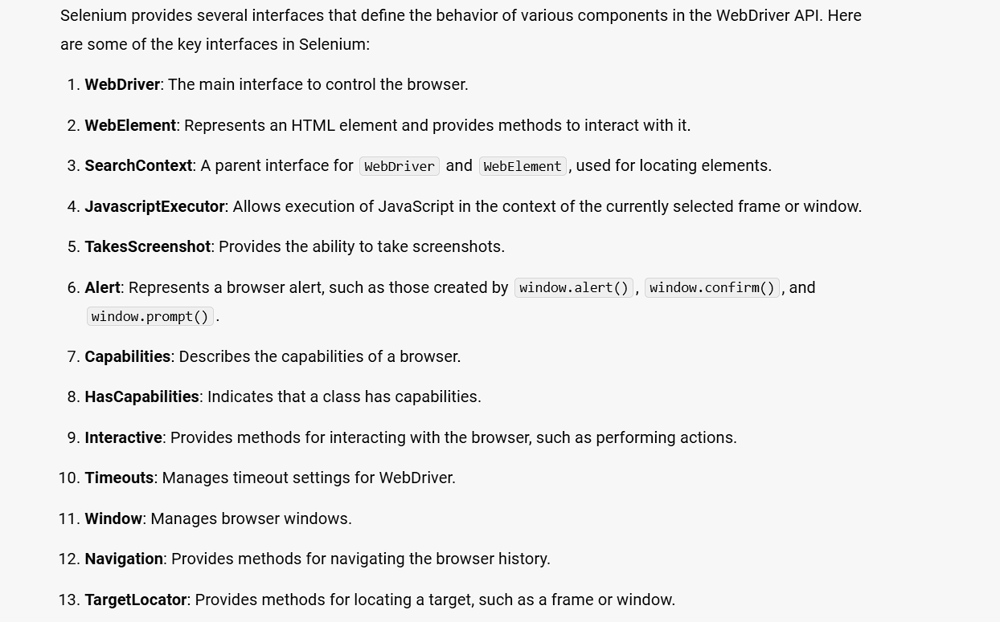 Selenium provides several interfaces that define the behavior of various components in the WebDriver API. Here
are some of the key interfaces in Selenium:
1. WebDriver: The main interface to control the browser.
2. WebElement: Represents an HTML element and provides methods to interact with it.
3. SearchContext: A parent interface for WebDriver and WebElement, used for locating elements.
4. JavascriptExecutor: Allows execution of JavaScript in the context of the currently selected frame or window.
5. TakesScreenshot: Provides the ability to take screenshots.
6. Alert: Represents a browser alert, such as those created by window.alert(), window.confirm(), and
window.prompt().
7. Capabilities: Describes the capabilities of a browser.
8. HasCapabilities: Indicates that a class has capabilities.
9. Interactive: Provides methods for interacting with the browser, such as performing actions.
10. Timeouts: Manages timeout settings for WebDriver.
11. Window: Manages browser windows.
12. Navigation: Provides methods for navigating the browser history.
13. TargetLocator: Provides methods for locating a target, such as a frame or window.